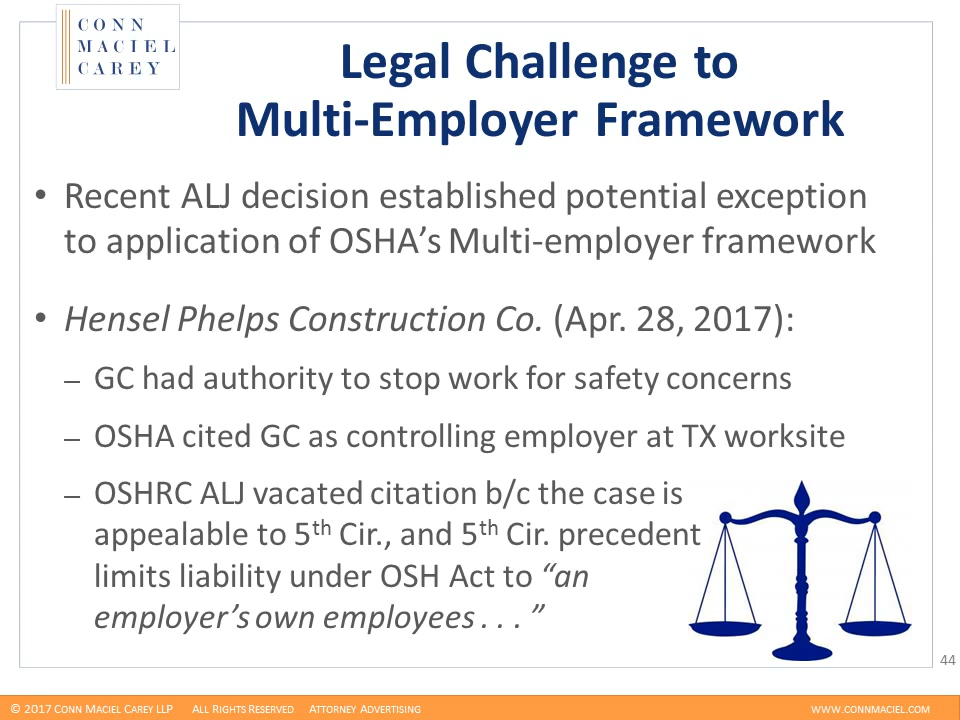 CONN
MACIEL
CAREY
Legal Challenge to
Multi-Employer Framework
• Recent ALJ decision established potential exception
to application of OSHA’s Multi-employer framework
• Hensel Phelps Construction Co. (Apr. 28, 2017):
– GC had authority to stop work for safety concerns
– OSHA cited GC as controlling employer at TX worksite
– OSHRC ALJ vacated citation b/c the case is
appealable to 5th Cir., and 5th Cir. precedent
limits liability under OSH Act to “an
employer’s own employees . . . ”
44
© 2017 CONN MACIEL CAREY LLP ALL RIGHTS RESERVED ATTORNEY ADVERTISING WWW.CONNMACIEL.COM